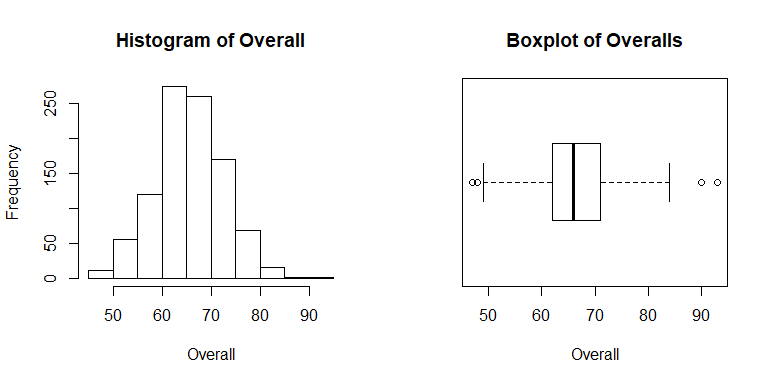 Histogram of Overall
Frequency
0
50
150
250
50 60 70 80 90
Overall
Boxplot of Overalls
50 60 70 80 90
Overall